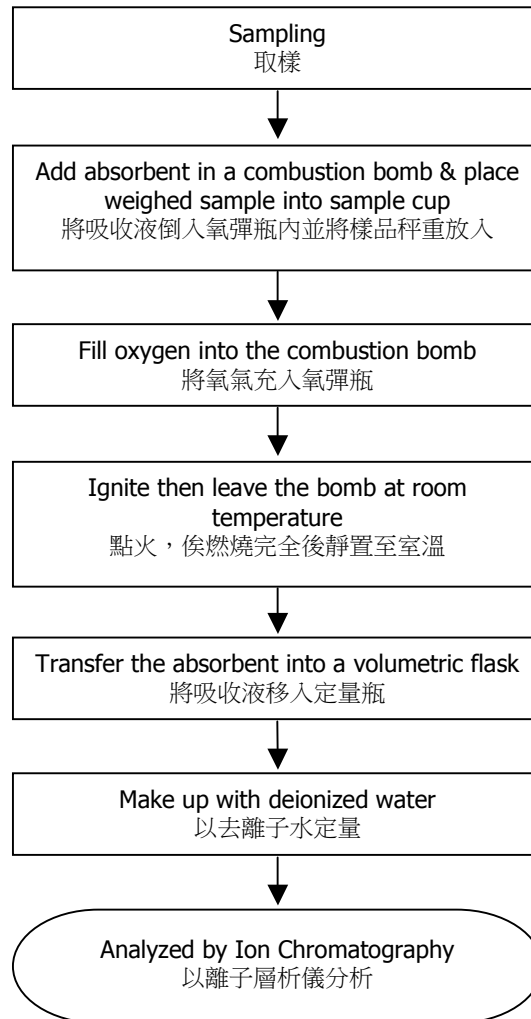 Sampling
取樣
Add absorbent in a combustion bomb & place
weighed sample into sample cup
將吸收液倒入氧彈瓶內並將樣品秤重放入
Fill oxygen into the combustion bomb
將氧氣充入氧彈瓶
Ignite then leave the bomb at room
temperature
點火，俟燃燒完全後靜置至室溫
Transfer the absorbent into a volumetric flask
將吸收液移入定量瓶
Make up with deionized water
以去離子水定量
Analyzed by Ion Chromatography
以離子層析儀分析